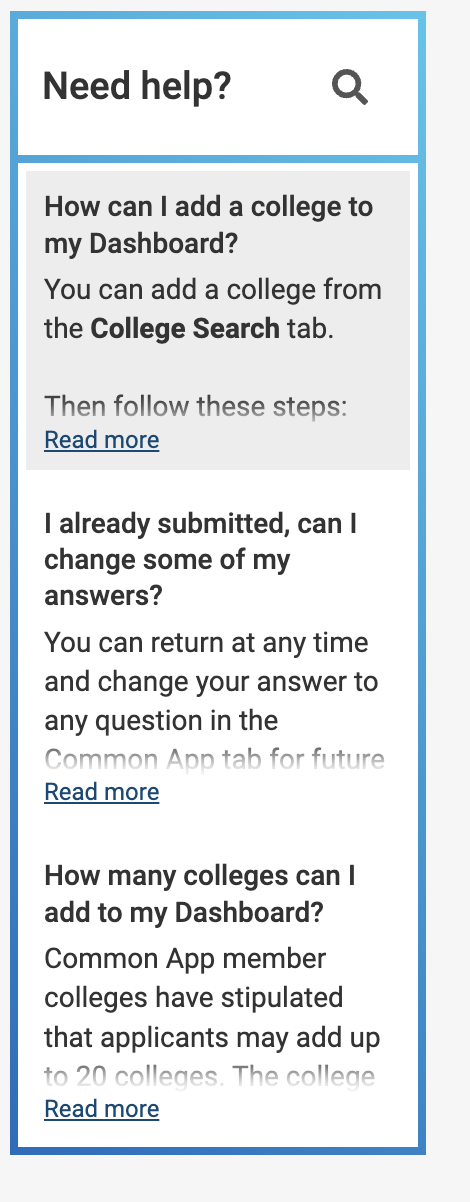 Need help?
How can I add a college to
my Dashboard?
You can add a college from
the College Search tab.
Then follow these steps:
Read more
I already submitted, can I
change some of my
answers?
You can return at any time
and change your answer to
any question in the
Common App tab for future
Read more
How many colleges can I
add to my Dashboard?
Common App member
colleges have stipulated
that applicants may add up
to 20 colleges. The college
Read more